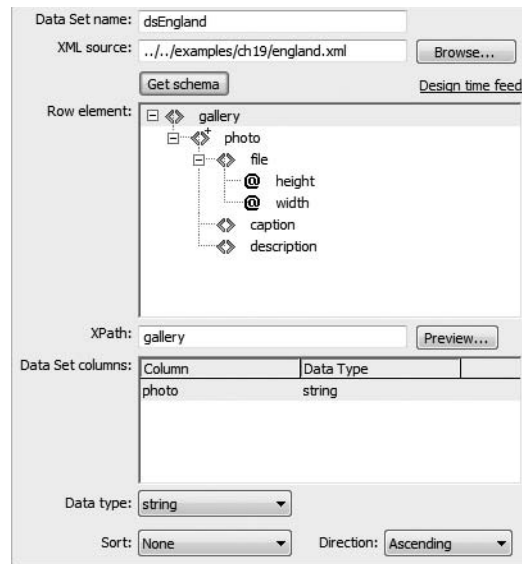 Data Set name: dsEngland
XML source: ../../examples/ch19/england.xml Browse...
Get schema Design time feed
Row element: gallery
photo
file
@ height
@ width
caption
description
XPath: gallery Preview...
Data Set columns: Column Data Type
photo string
Data type: string
Sort: None Direction: Ascending